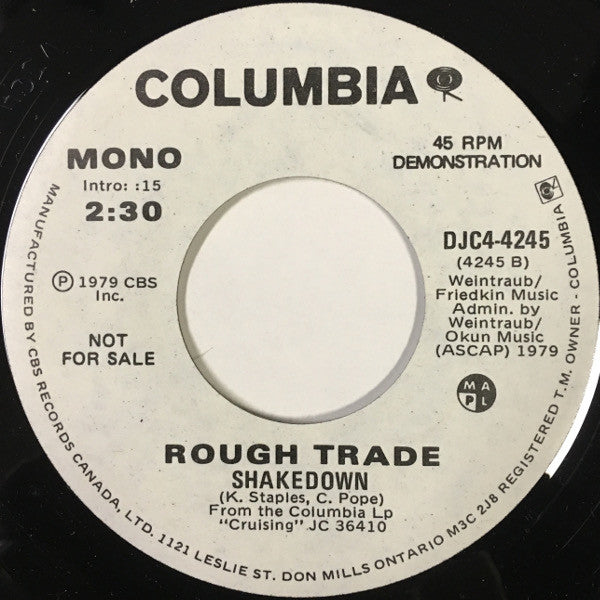 COLUMBIA
MONO
Intro: :15
2:30
45 RPM
DEMONSTRATION
℗ 1979 CBS
Inc.
NOT
FOR SALE
DJC4-4245
(4245 B)
Weintraub/
Friedkin Music
Admin. by
Weintraub/
Okun Music
(ASCAP) 1979
M A
P L
ROUGH TRADE
SHAKEDOWN
(K. Staples, C. Pope)
From the Columbia Lp
"Cruising" JC 36410
MANUFACTURED BY CBS RECORDS CANADA, LTD. 1121 LESLIE ST. DON MILLS ONTARIO M3C 2J8 REGISTERED T.M. OWNER - COLUMBIA